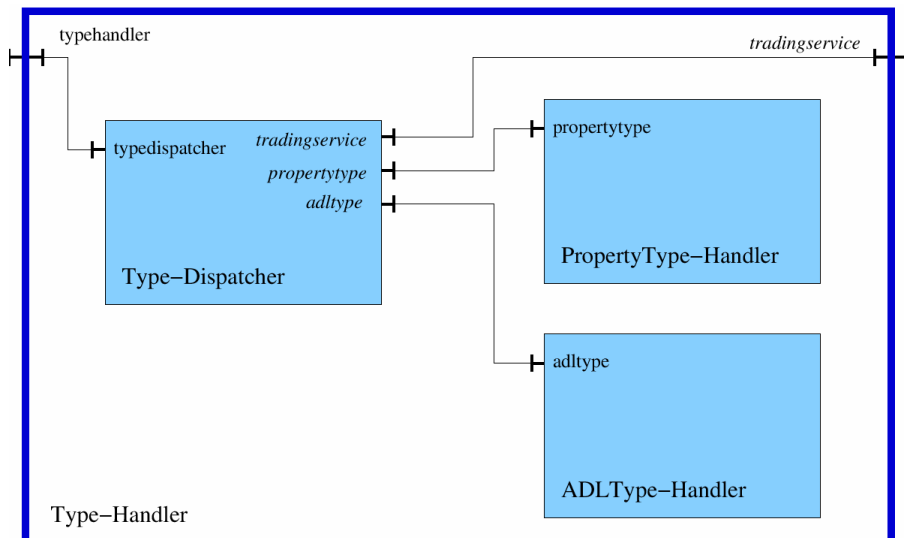 typehandler
tradingservice
typedispatcher
tradingservice
propertytype
adltype
Type−Dispatcher
propertytype
PropertyType−Handler
adltype
ADLType−Handler
Type−Handler